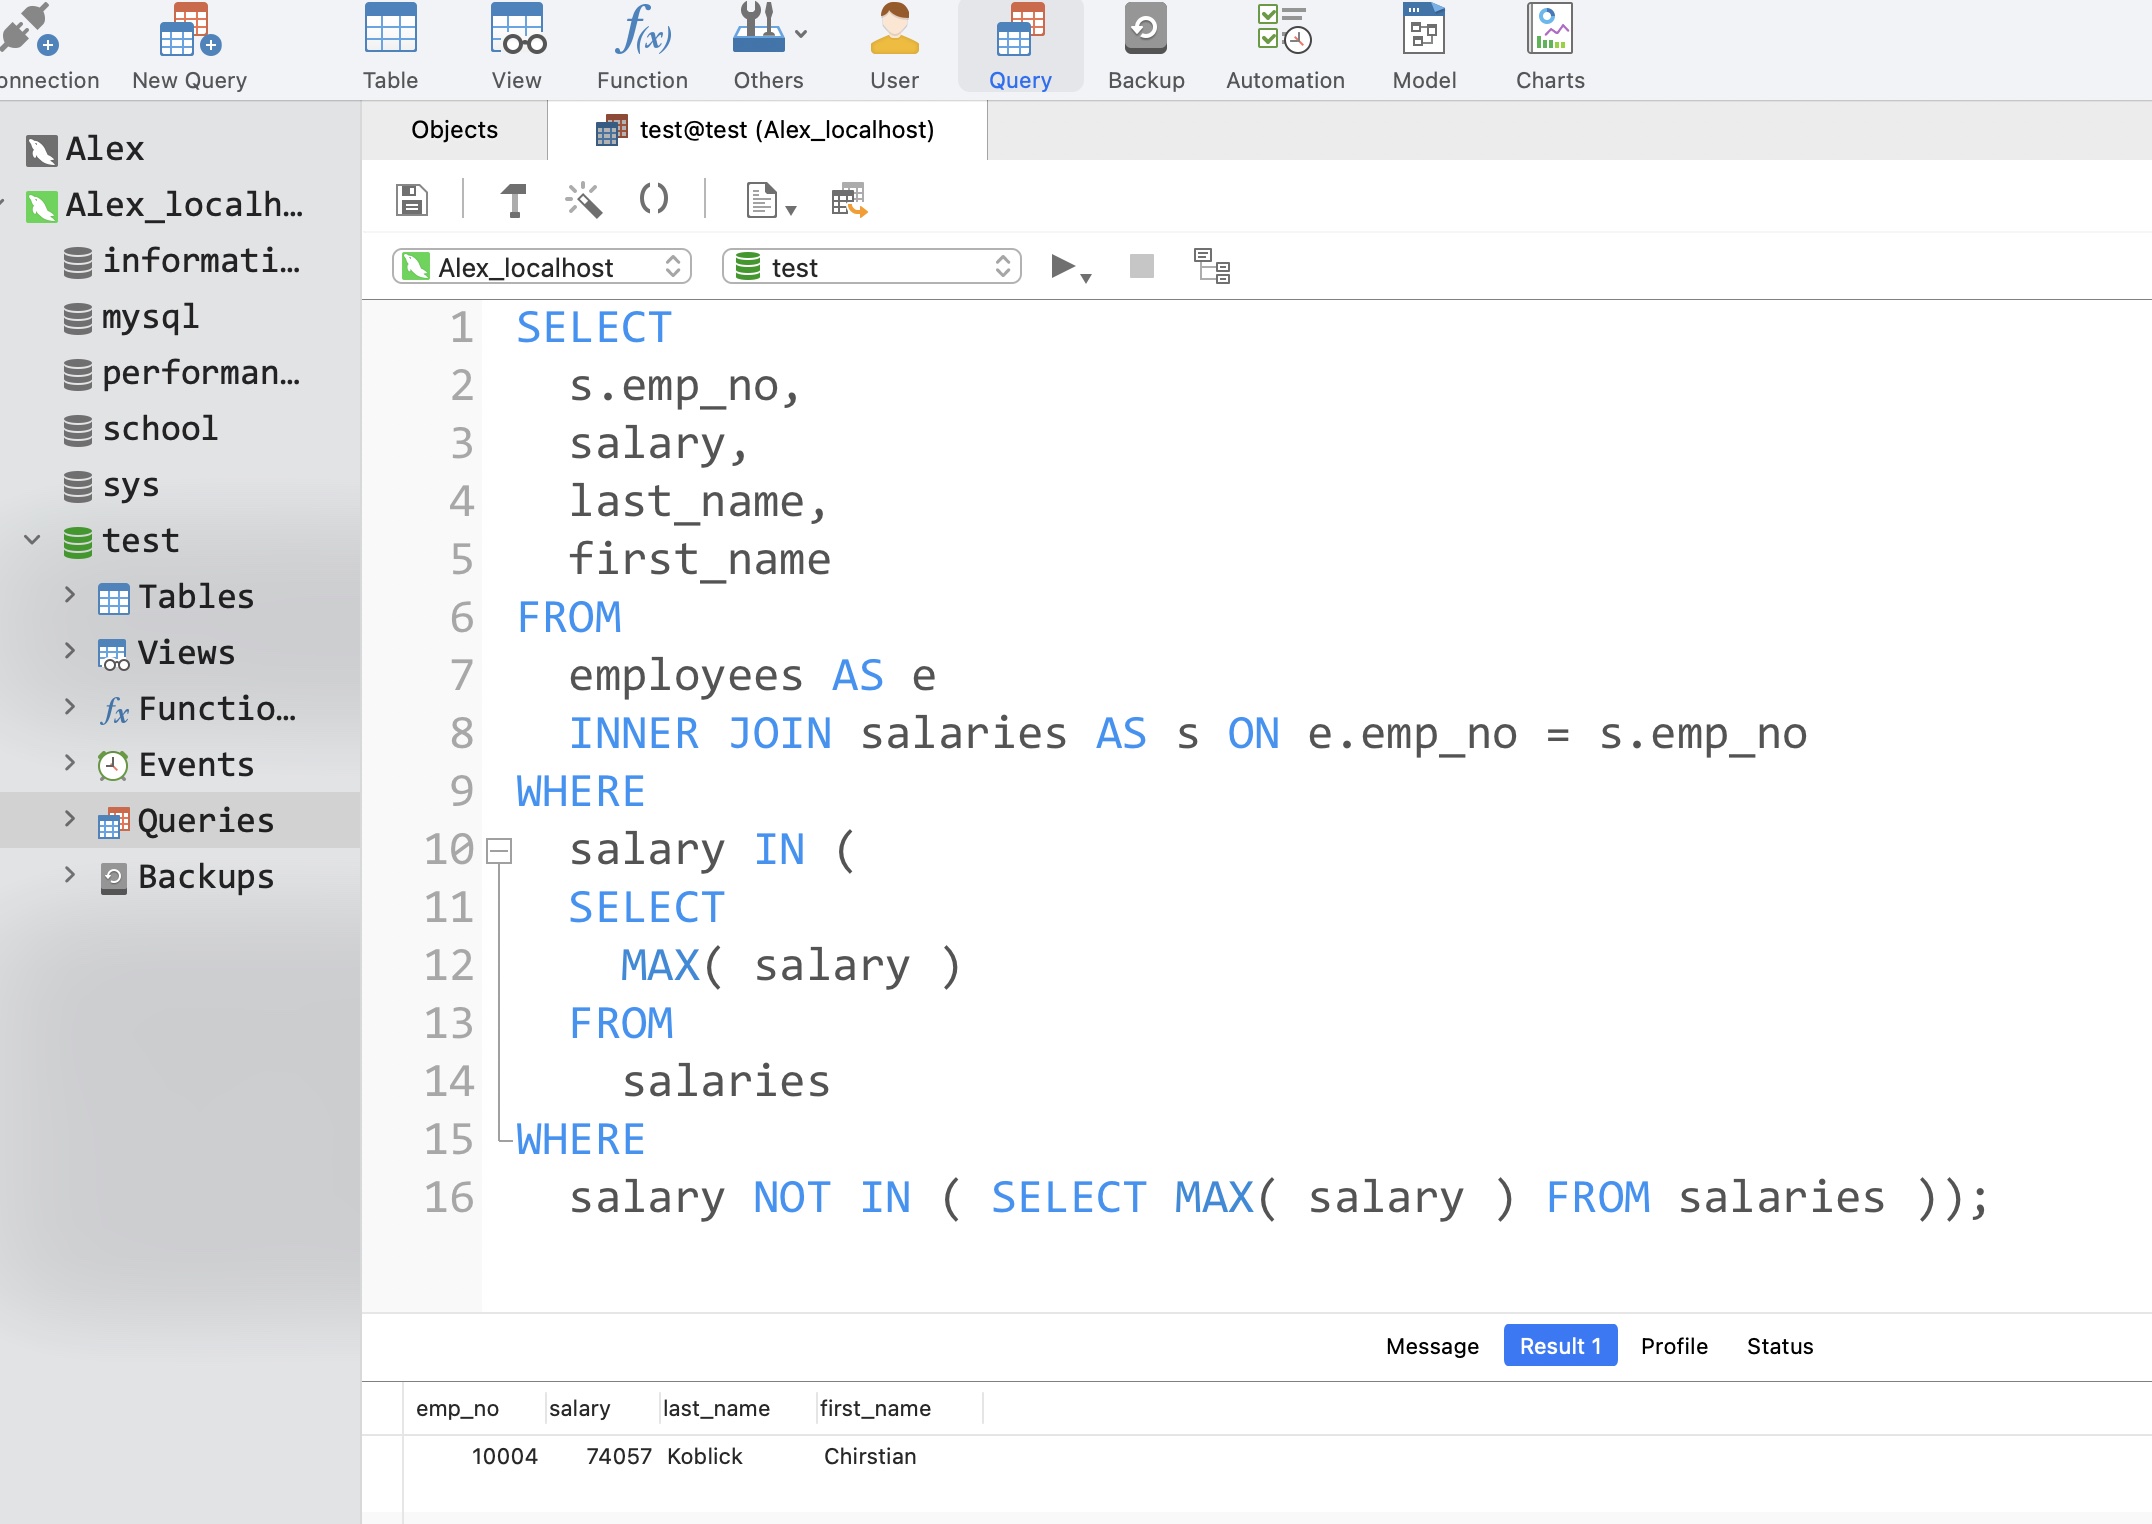 onnection New Query Table View Function Others User Query Backup Automation Model Charts
Objects test@test (Alex_localhost)
Alex
Alex_localh...
informati...
mysql
performan...
school
sys
test
Tables
Views
fx Functio...
Events
Queries
Backups
Alex_localhost test
1 SELECT
2 s.emp_no,
3 salary,
4 last_name,
5 first_name
6 FROM
7 employees AS e
8 INNER JOIN salaries AS s ON e.emp_no = s.emp_no
9 WHERE
10 salary IN (
11 SELECT
12 MAX( salary )
13 FROM
14 salaries
15 WHERE
16 salary NOT IN ( SELECT MAX( salary ) FROM salaries ));
Message Result 1 Profile Status
emp_no salary last_name first_name
10004 74057 Koblick Chirstian